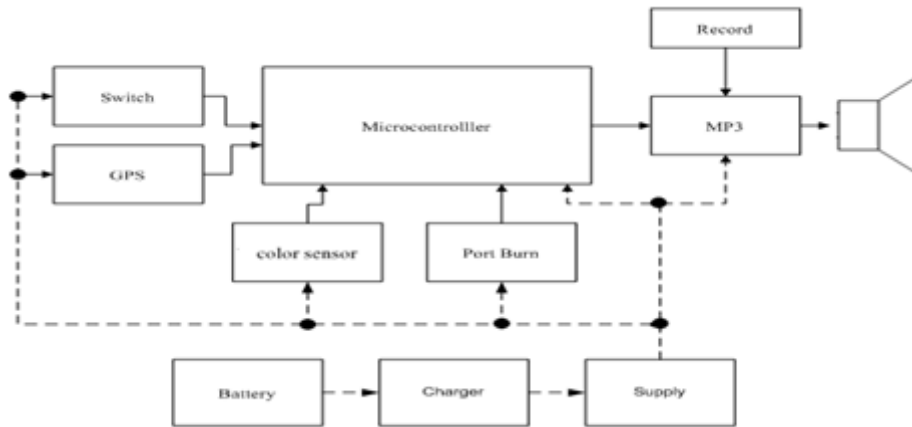 Record
Switch
Microcontrolller
MP3
GPS
color sensor
Port Burn
Battery
Charger
Supply